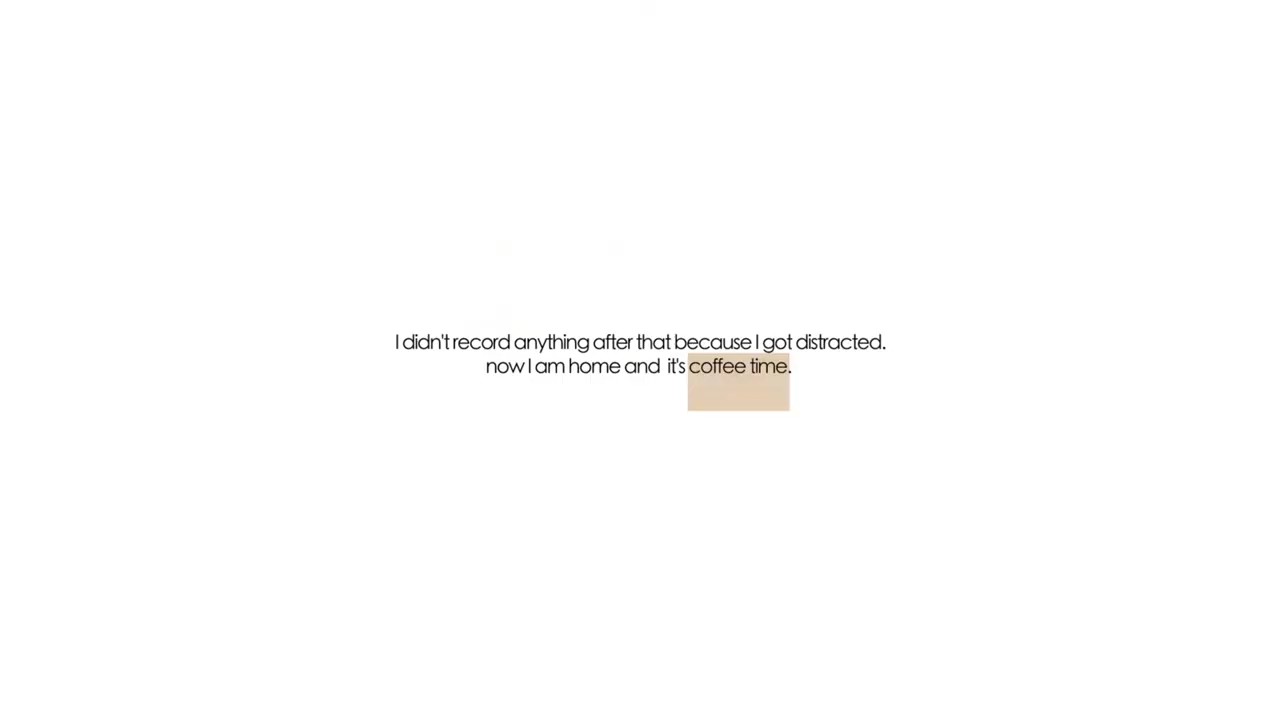 I didn't record anything after that because I got distracted.
now I am home and it's coffee time.